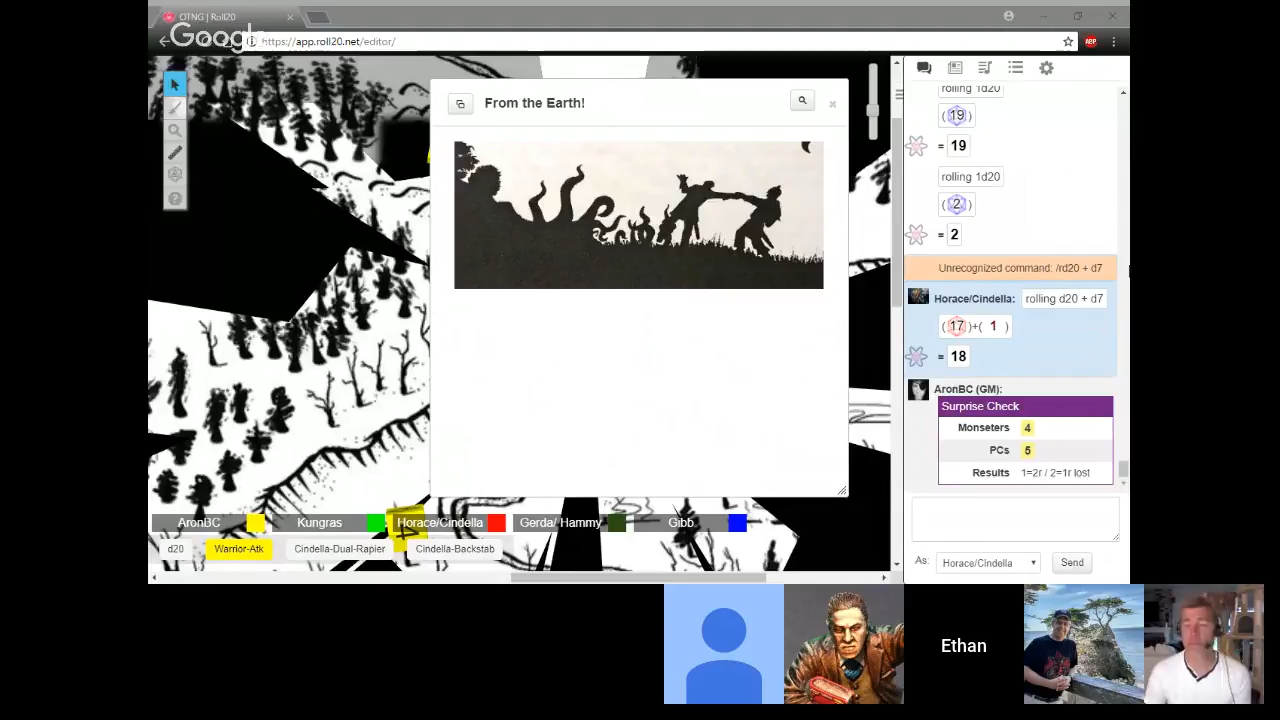 OTNG | Roll20
Google
https://app.roll20.net/editor/
ABP
From the Earth!
rolling 1d20
(19)
= 19
rolling 1d20
(2)
= 2
Unrecognized command: /rd20 + d7
Horace/Cindella: rolling d20 + d7
(17)+( 1 )
= 18
AronBC (GM):
Surprise Check
Monseters 4
PCs 5
Results 1=2r / 2=1r lost
AronBC Kungras Horace/Cindella Gerda/ Hammy Gibb
d20 Warrior-Atk Cindella-Dual-Rapier Cindella-Backstab
As: Horace/Cindella Send
Ethan